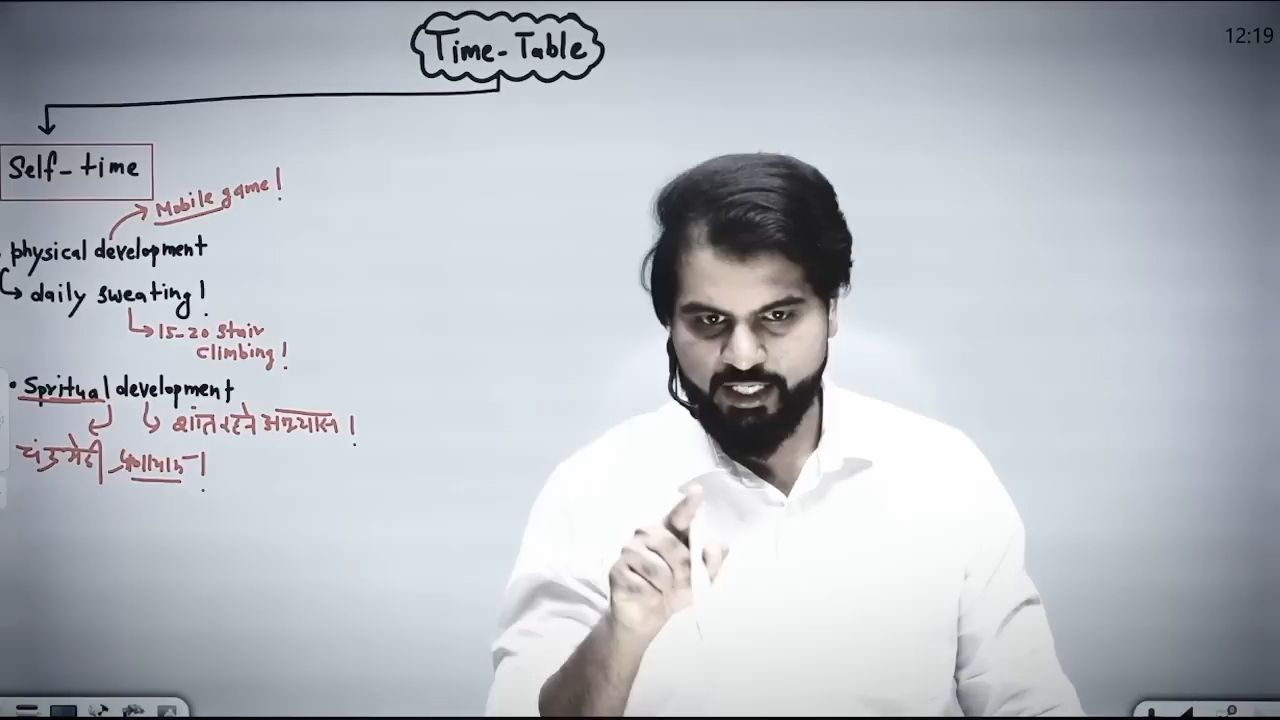 Time-Table
12:19
Self-time
Mobile game!
physical development
daily sweating!
15-20 stair
climbing!
• Spritual development
शांत रहने अभ्यास!